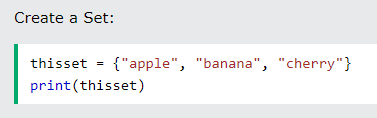 Create a Set:
thisset = {"apple", "banana", "cherry"}
print(thisset)